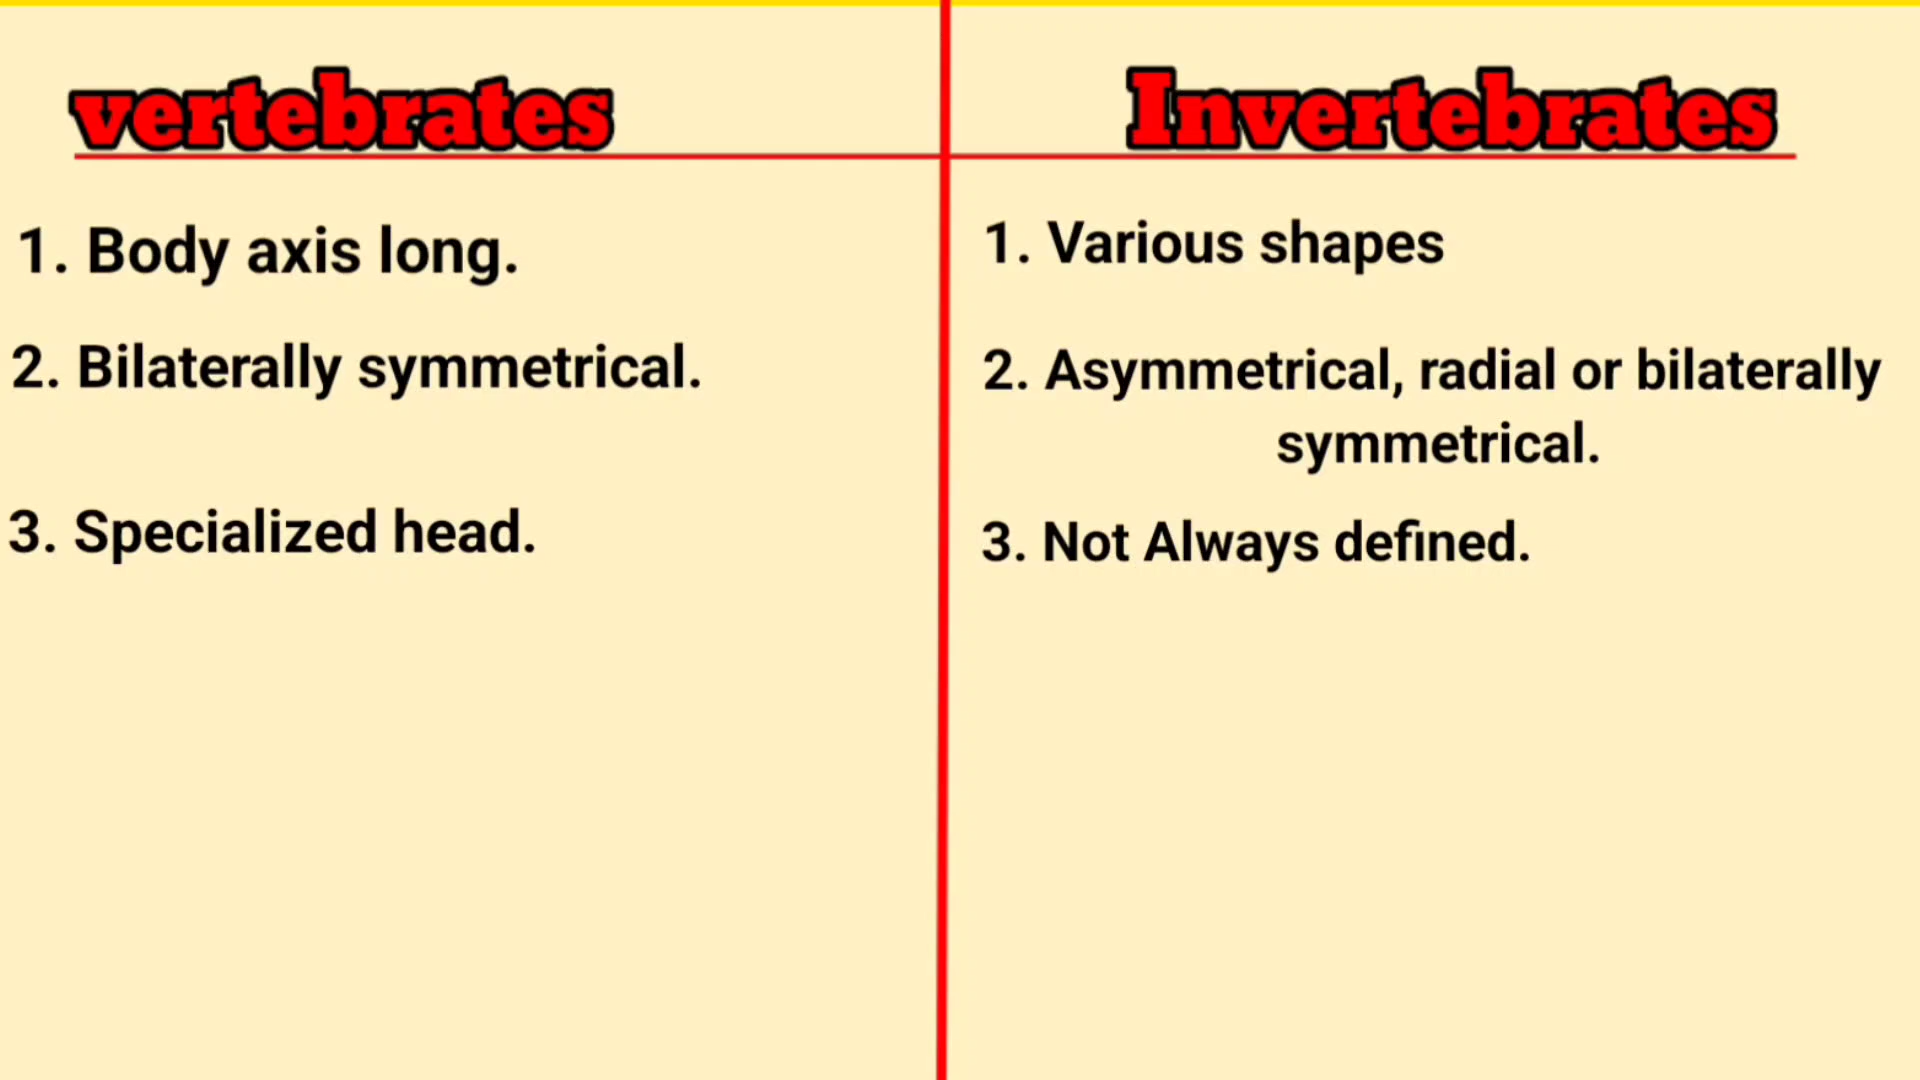 vertebrates
1. Body axis long.
2. Bilaterally symmetrical.
3. Specialized head.
Invertebrates
1. Various shapes
2. Asymmetrical, radial or bilaterally
symmetrical.
3. Not Always defined.